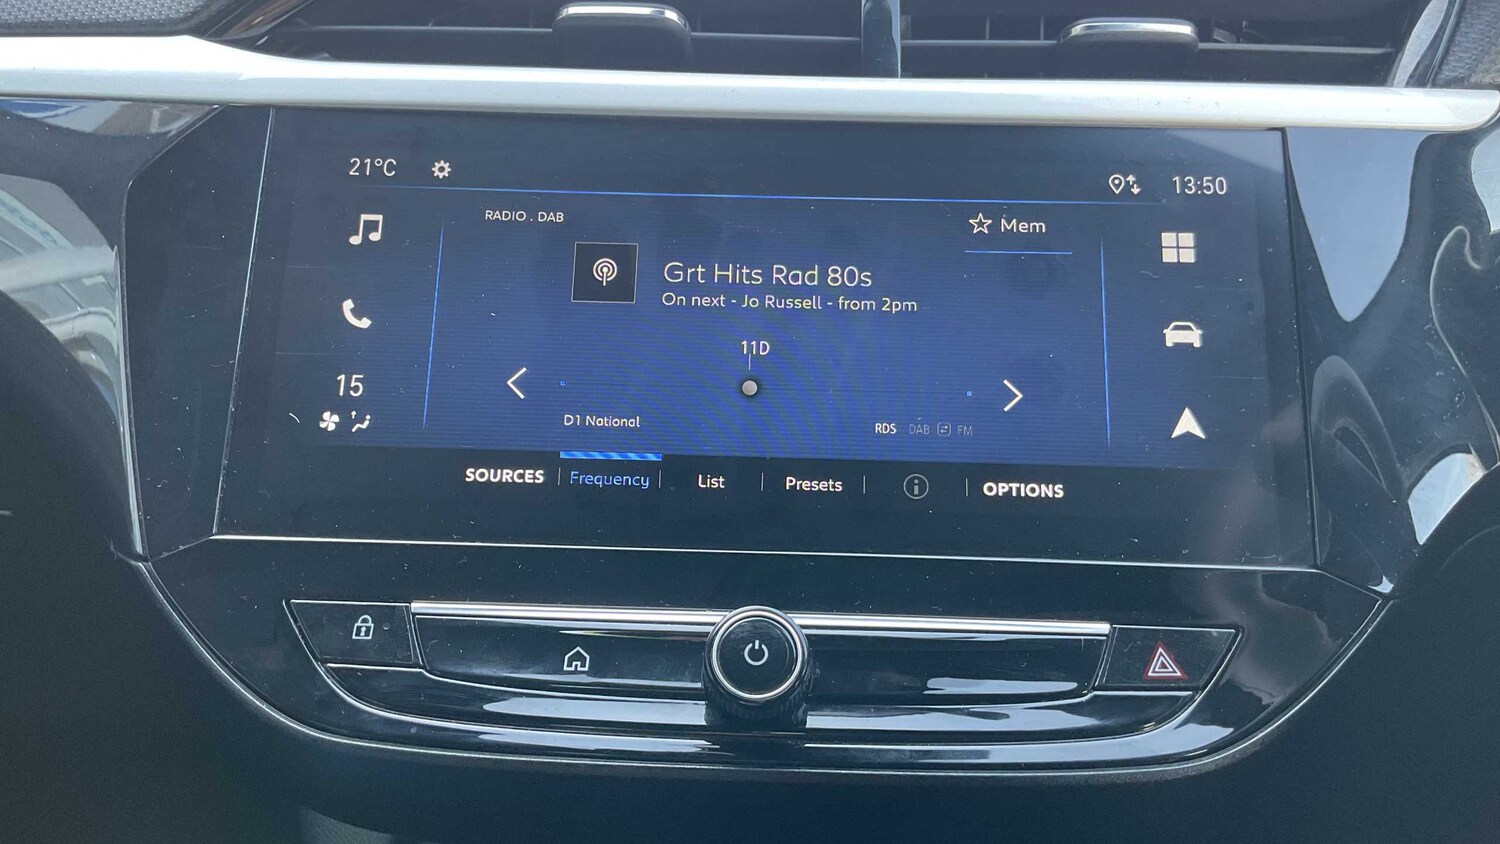 21°C
13:50
RADIO . DAB
Mem
Grt Hits Rad 80s
On next - Jo Russell - from 2pm
11D
15
D1 National
RDS DAB FM
SOURCES Frequency List Presets OPTIONS